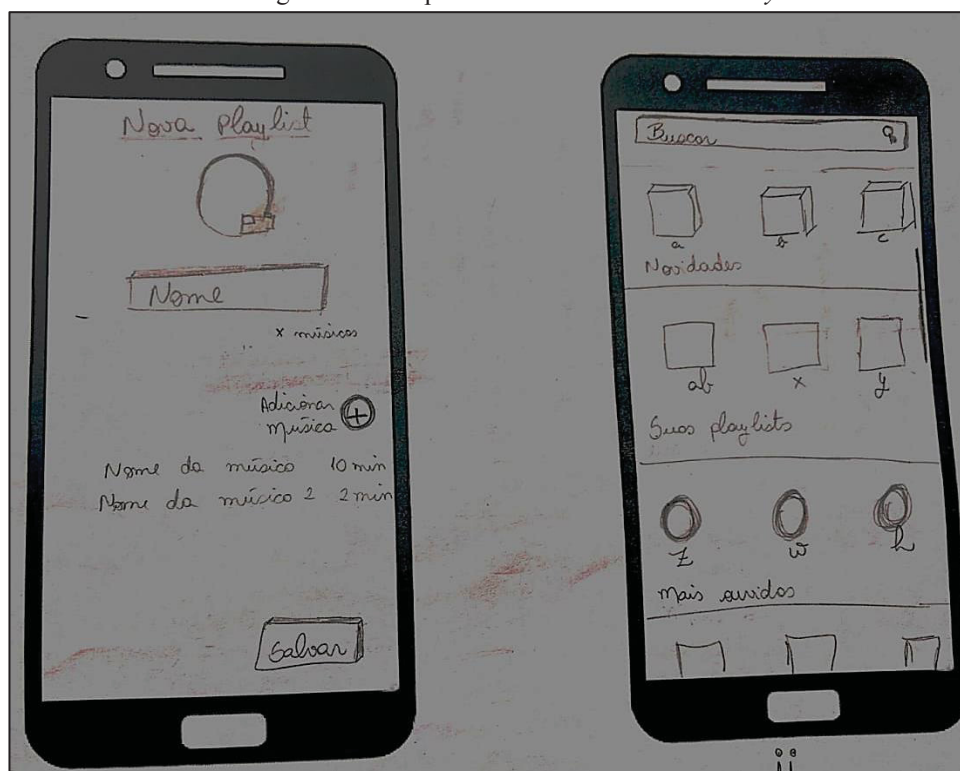 Nova Playlist
Nome
x músicas
Adicionar
música
Nome da música 10 min
Nome da música 2 2 min
Salvar
Buscar
a b c
Novidades
ab x y
Suas playlists
z w h
Mais ouvidos